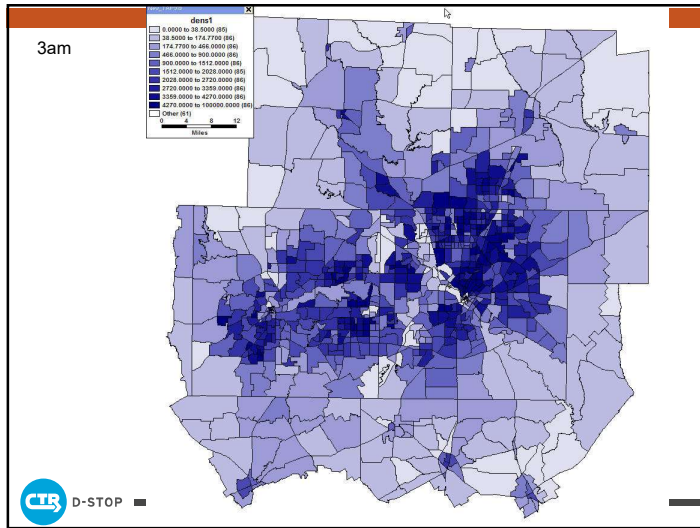 3am
dens1
0.0000 to 38.5000 (85)
38.5000 to 174.7700 (86)
174.7700 to 466.0000 (86)
466.0000 to 900.0000 (86)
900.0000 to 1512.0000 (86)
1512.0000 to 2028.0000 (85)
2028.0000 to 2720.0000 (86)
2720.0000 to 3359.0000 (86)
3359.0000 to 4270.0000 (86)
4270.0000 to 100000.0000 (86)
Other (61)
0 4 8 12
Miles
CTR D-STOP